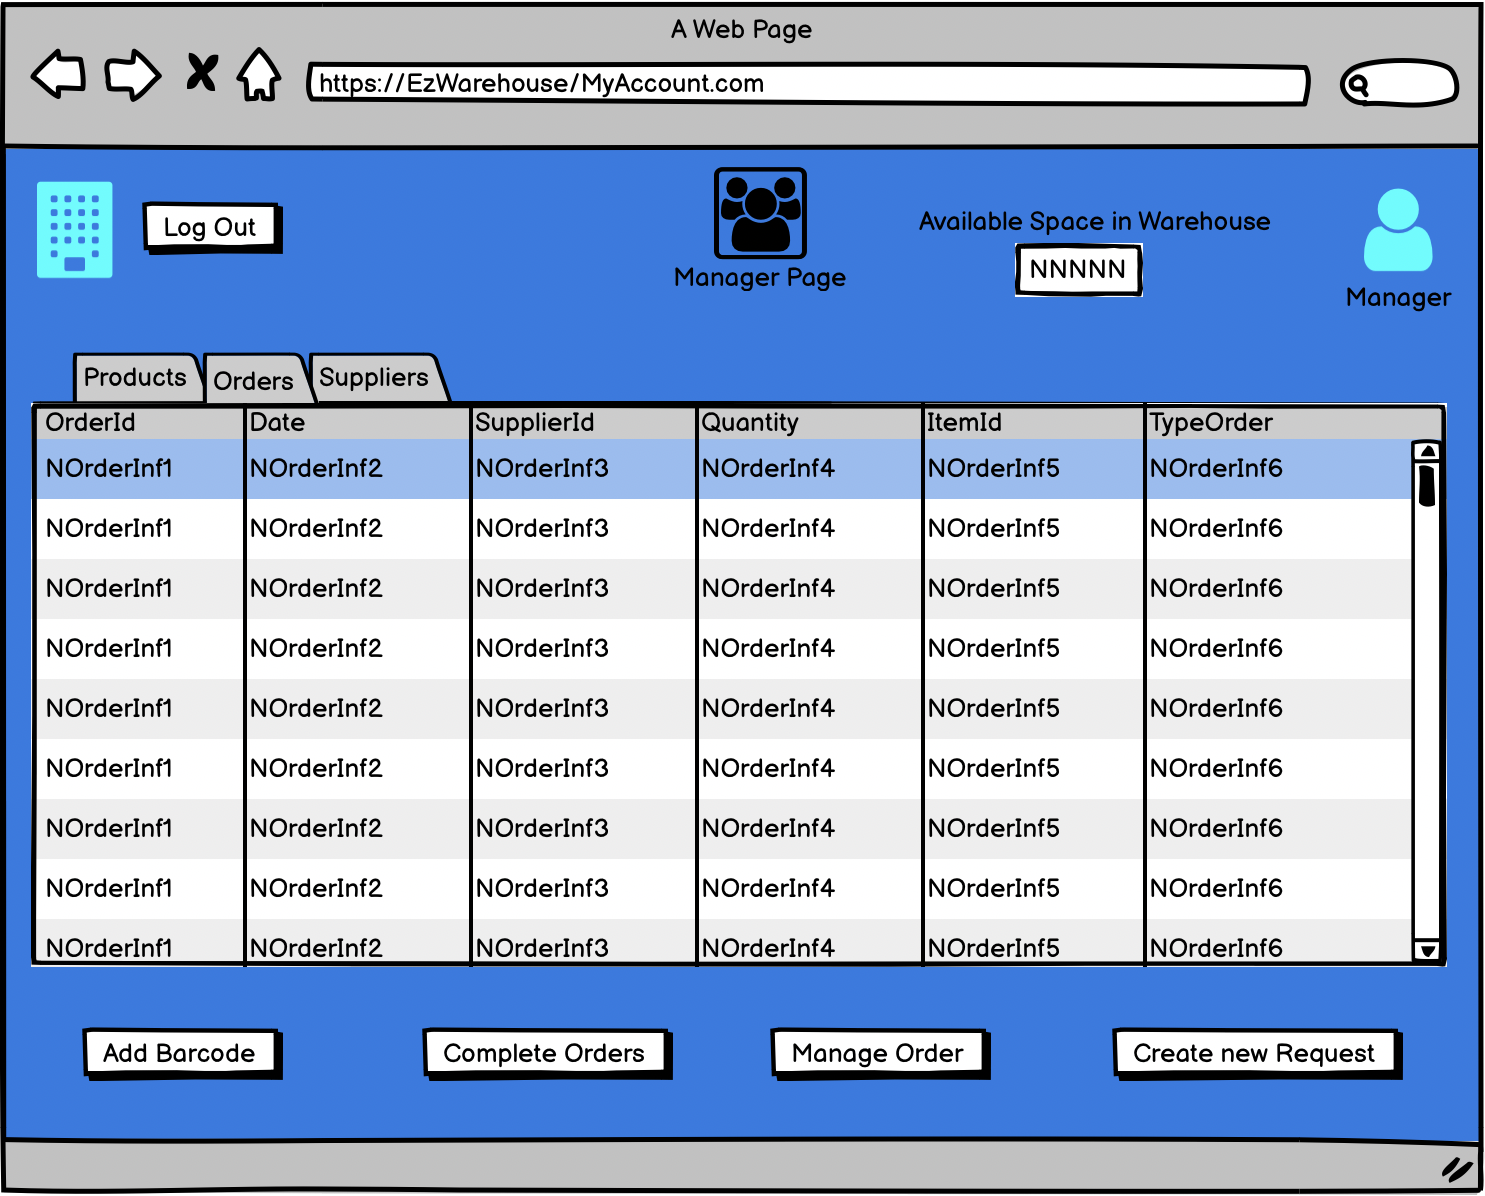 A Web Page
https://EzWarehouse/MyAccount.com
Log Out
Manager Page
Available Space in Warehouse
NNNNN
Manager
Products Orders Suppliers
OrderId Date SupplierId Quantity ItemId TypeOrder
NOrderInf1 NOrderInf2 NOrderInf3 NOrderInf4 NOrderInf5 NOrderInf6
NOrderInf1 NOrderInf2 NOrderInf3 NOrderInf4 NOrderInf5 NOrderInf6
NOrderInf1 NOrderInf2 NOrderInf3 NOrderInf4 NOrderInf5 NOrderInf6
NOrderInf1 NOrderInf2 NOrderInf3 NOrderInf4 NOrderInf5 NOrderInf6
NOrderInf1 NOrderInf2 NOrderInf3 NOrderInf4 NOrderInf5 NOrderInf6
NOrderInf1 NOrderInf2 NOrderInf3 NOrderInf4 NOrderInf5 NOrderInf6
NOrderInf1 NOrderInf2 NOrderInf3 NOrderInf4 NOrderInf5 NOrderInf6
NOrderInf1 NOrderInf2 NOrderInf3 NOrderInf4 NOrderInf5 NOrderInf6
NOrderInf1 NOrderInf2 NOrderInf3 NOrderInf4 NOrderInf5 NOrderInf6
Add Barcode Complete Orders Manage Order Create new Request